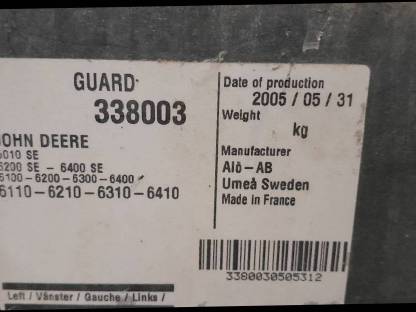 GUARD
338003
JOHN DEERE
6010 SE
6200 SE - 6400 SE
6100-6200-6300-6400
6110-6210-6310-6410
Left / Vänster / Gauche / Links /
Date of production
2005 / 05 / 31
Weight
kg
Manufacturer
Alö-AB
Umeå Sweden
Made in France
3380030505312